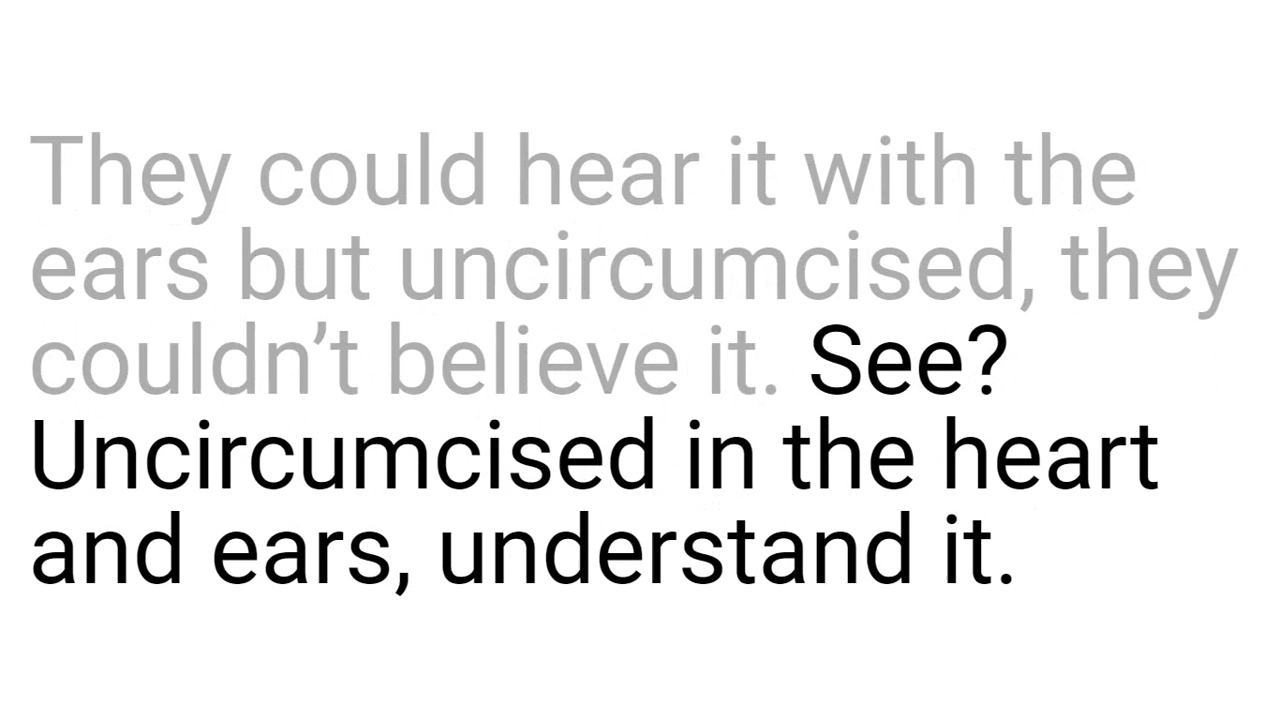 They could hear it with the
ears but uncircumcised, they
couldn’t believe it. See?
Uncircumcised in the heart
and ears, understand it.